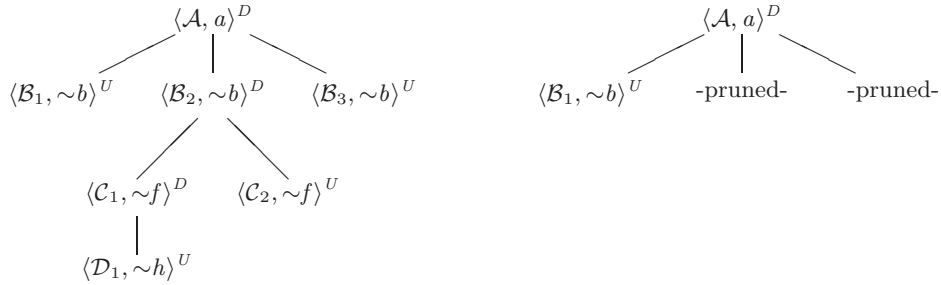 ⟨𝒜, a⟩^D ⟨𝒜, a⟩^D
⟨ℬ₁, ∼b⟩^U ⟨ℬ₂, ∼b⟩^D ⟨ℬ₃, ∼b⟩^U ⟨ℬ₁, ∼b⟩^U -pruned- -pruned-
⟨𝒞₁, ∼f⟩^D ⟨𝒞₂, ∼f⟩^U
⟨𝒟₁, ∼h⟩^U